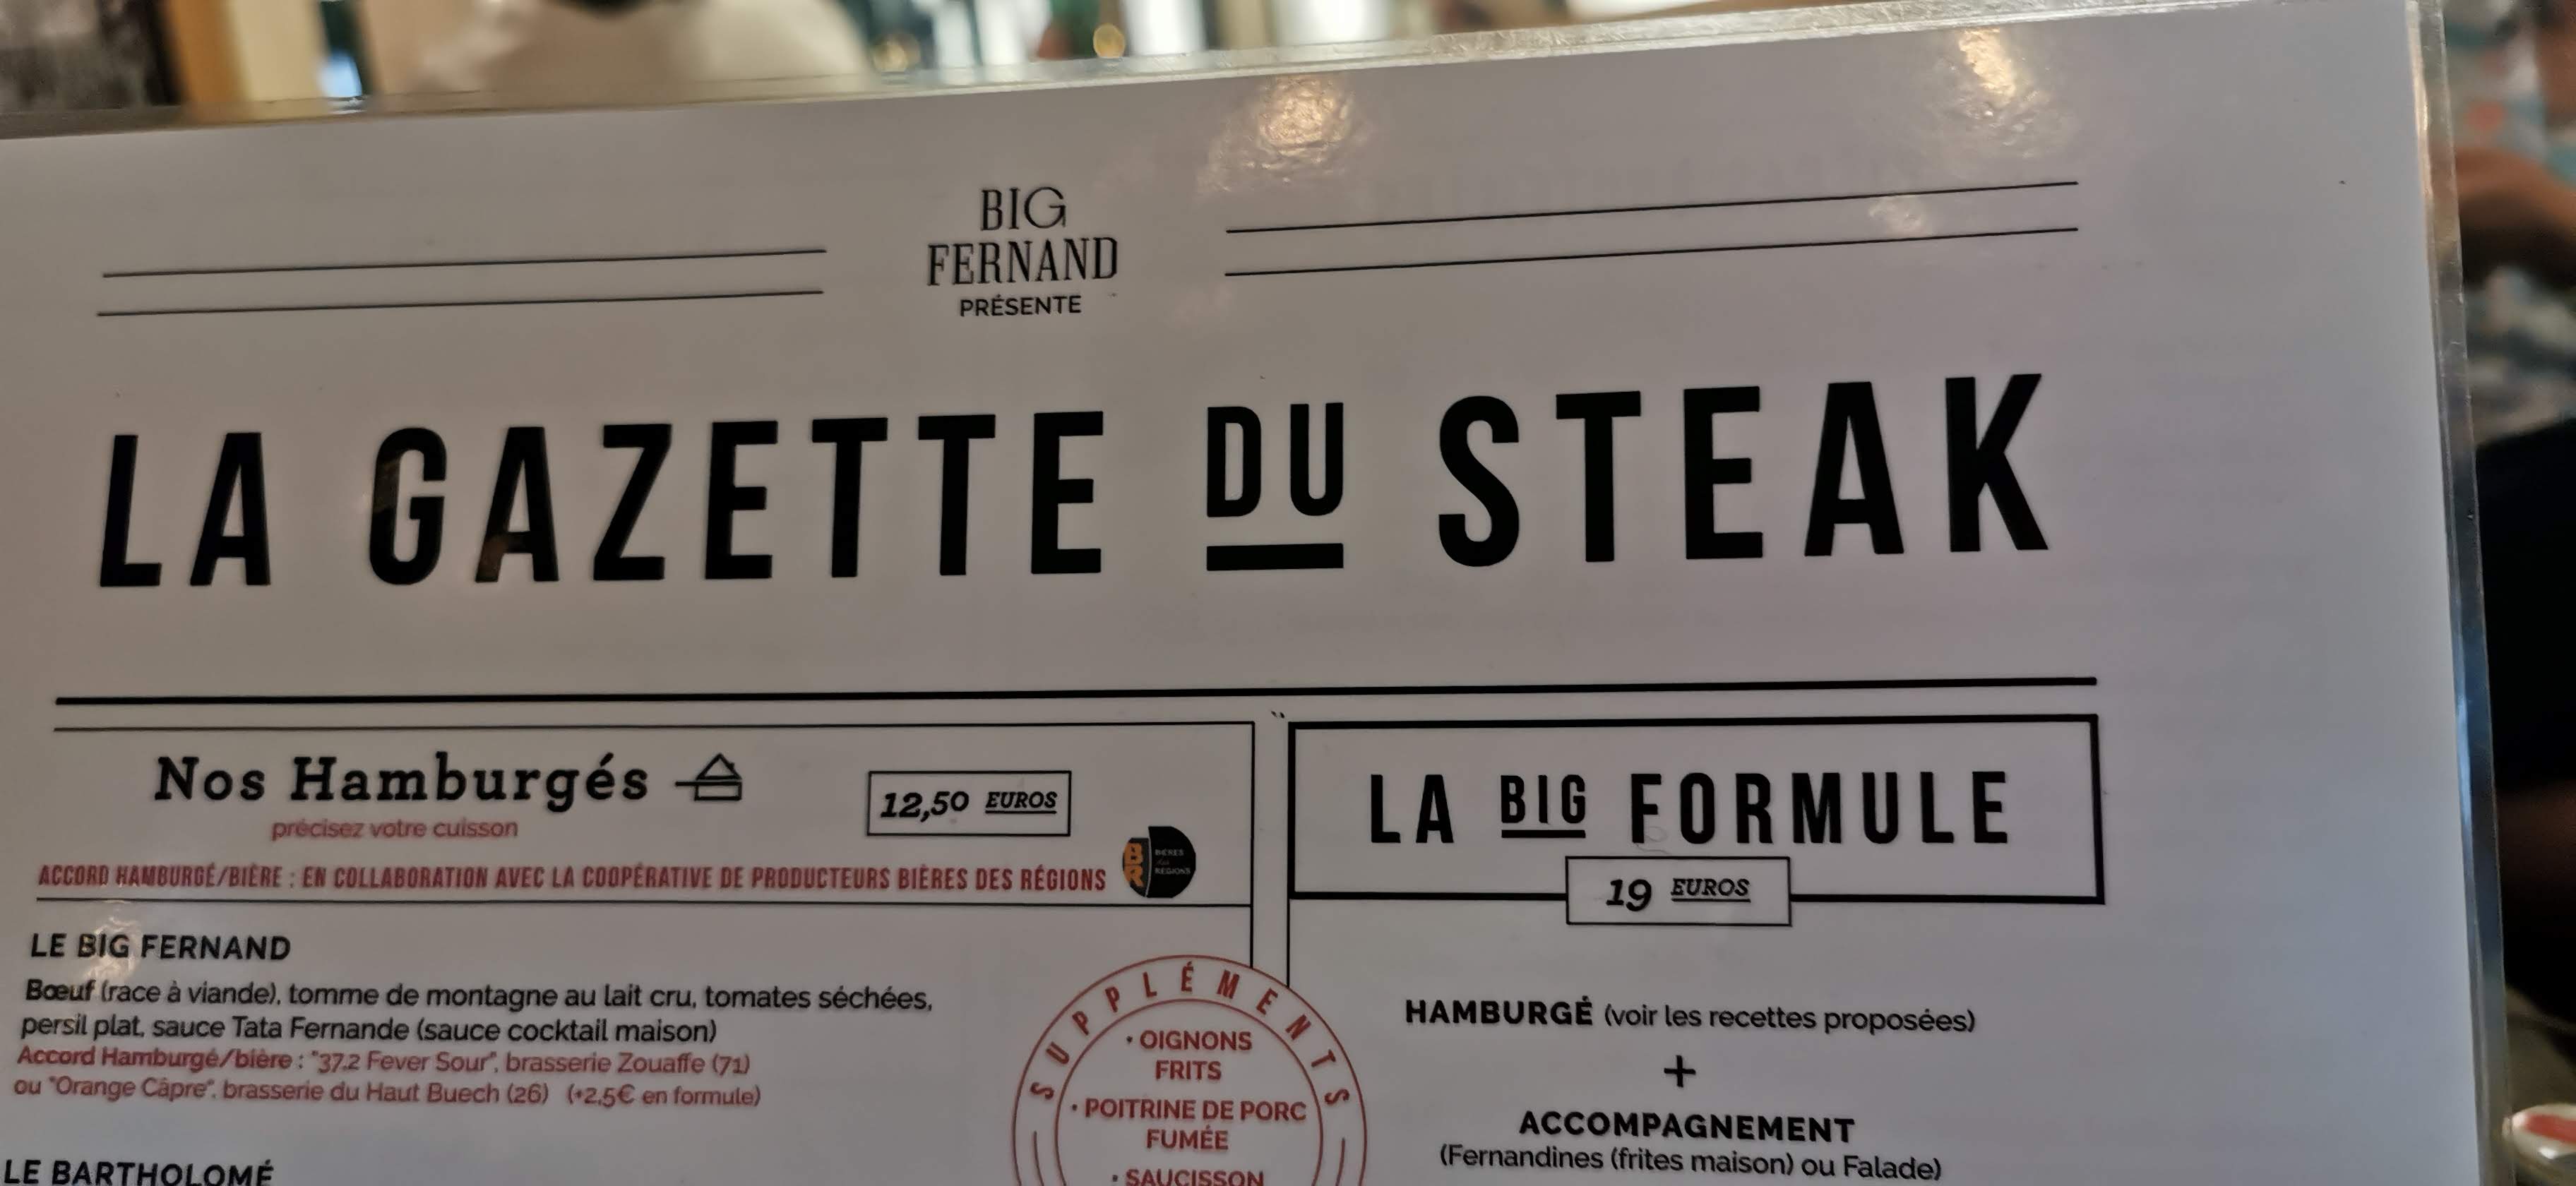 BIG
FERNAND
PRÉSENTE
LA GAZETTE DU STEAK
Nos Hamburgés
12,50 EUROS
précisez votre cuisson
ACCORD HAMBURGÉ/BIÈRE : EN COLLABORATION AVEC LA COOPÉRATIVE DE PRODUCTEURS BIÈRES DES RÉGIONS
BR
BIÈRES
des
RÉGIONS
LE BIG FERNAND
Bœuf (race à viande), tomme de montagne au lait cru, tomates séchées,
persil plat, sauce Tata Fernande (sauce cocktail maison)
Accord Hamburgé/bière : "37,2 Fever Sour", brasserie Zouaffe (71)
ou "Orange Câpre", brasserie du Haut Buech (26) (+2,5€ en formule)
LE BARTHOLOMÉ
SUPPLÉMENTS
· OIGNONS
FRITS
· POITRINE DE PORC
FUMÉE
· SAUCISSON
LA BIG FORMULE
19 EUROS
HAMBURGÉ (voir les recettes proposées)
+
ACCOMPAGNEMENT
(Fernandines (frites maison) ou Falade)